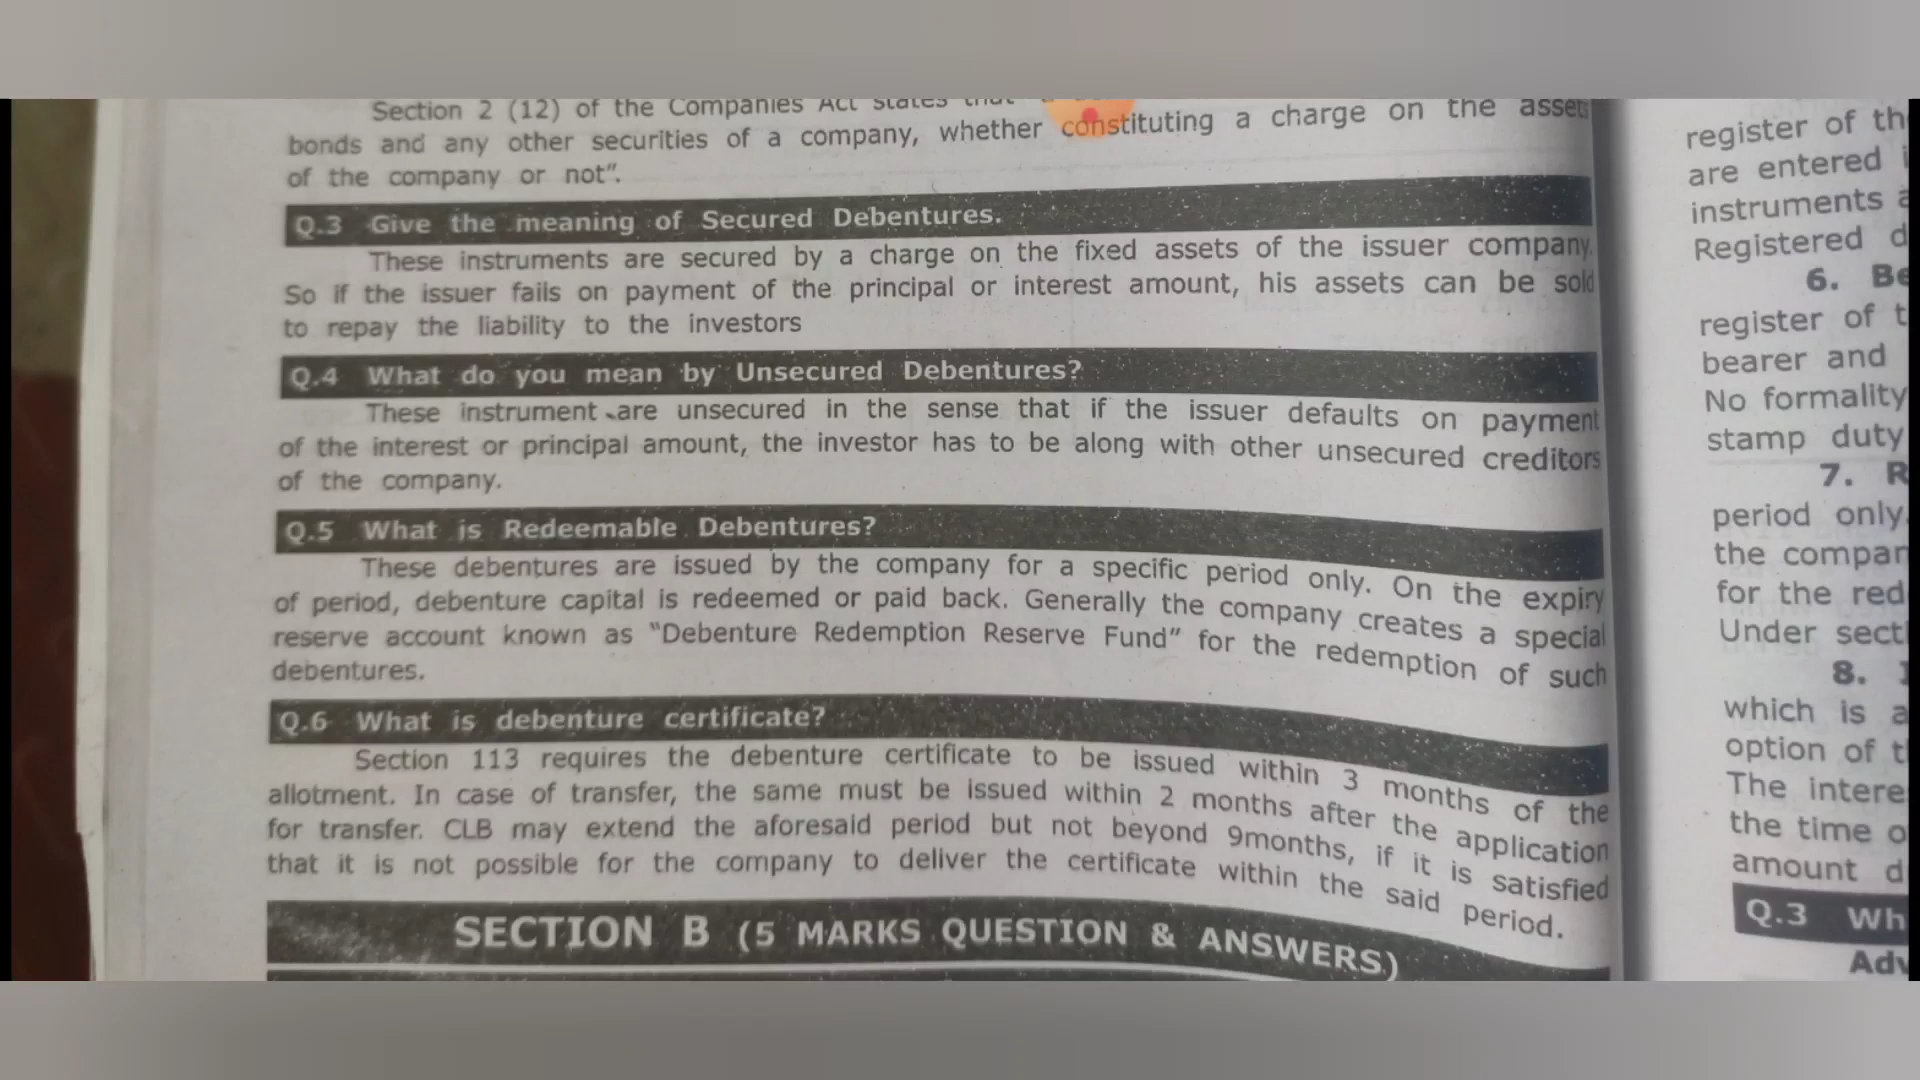 Section 2 (12) of the Companies Act states that
bonds and any other securities of a company, whether constituting a charge on the assets
of the company or not".
Q.3 Give the meaning of Secured Debentures.
These instruments are secured by a charge on the fixed assets of the issuer company.
So if the issuer fails on payment of the principal or interest amount, his assets can be sold
to repay the liability to the investors
Q.4 What do you mean by Unsecured Debentures?
These instrument are unsecured in the sense that if the issuer defaults on payment
of the interest or principal amount, the investor has to be along with other unsecured creditors
of the company.
Q.5 What is Redeemable Debentures?
These debentures are issued by the company for a specific period only. On the expiry
of period, debenture capital is redeemed or paid back. Generally the company creates a special
reserve account known as "Debenture Redemption Reserve Fund" for the redemption of such
debentures.
Q.6 What is debenture certificate?
Section 113 requires the debenture certificate to be issued within 3 months of the
allotment. In case of transfer, the same must be issued within 2 months after the application
for transfer. CLB may extend the aforesaid period but not beyond 9months, if it is satisfied
that it is not possible for the company to deliver the certificate within the said period.
SECTION B (5 MARKS QUESTION & ANSWERS)
register of
are entered
instruments
Registered
6.
register of
bearer and
No formality
stamp duty
7.
period only.
the
for the
Under
8.
which is
option of
The
the time
amount
Q.3